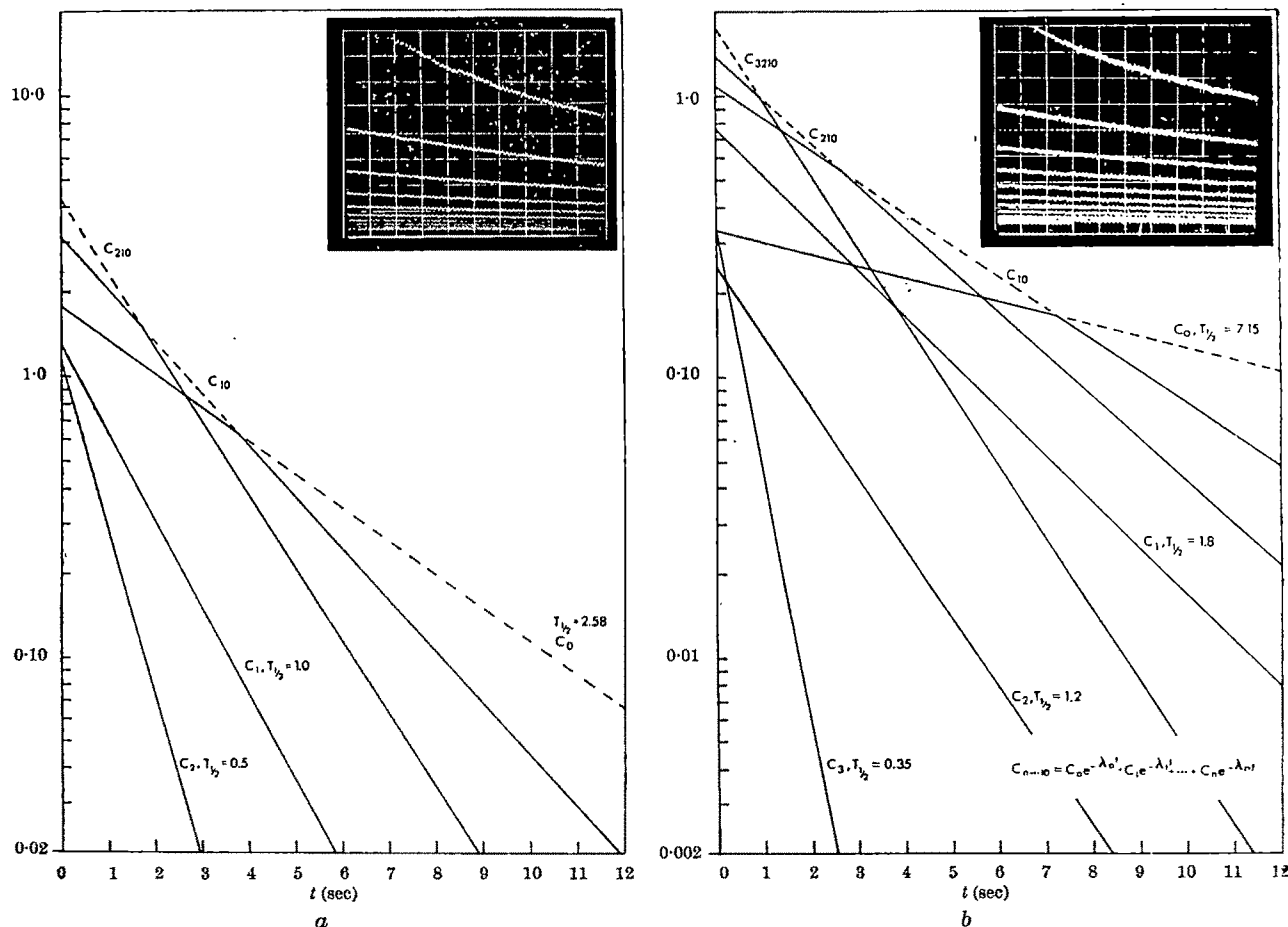 10·0
1·0
0·10
0·02
C₂₁₀
C₁₀
T½ = 2.58
C₀
C₁, T½ = 1.0
C₂, T½ = 0.5
0 1 2 3 4 5 6 7 8 9 10 11 12
t (sec)
a
1·0
0·10
0·01
0·002
C₃₂₁₀
C₂₁₀
C₁₀
C₀, T½ = 7.15
C₁, T½ = 1.8
C₂, T½ = 1.2
C₃, T½ = 0.35
0 1 2 3 4 5 6 7 8 9 10 11 12
t (sec)
b